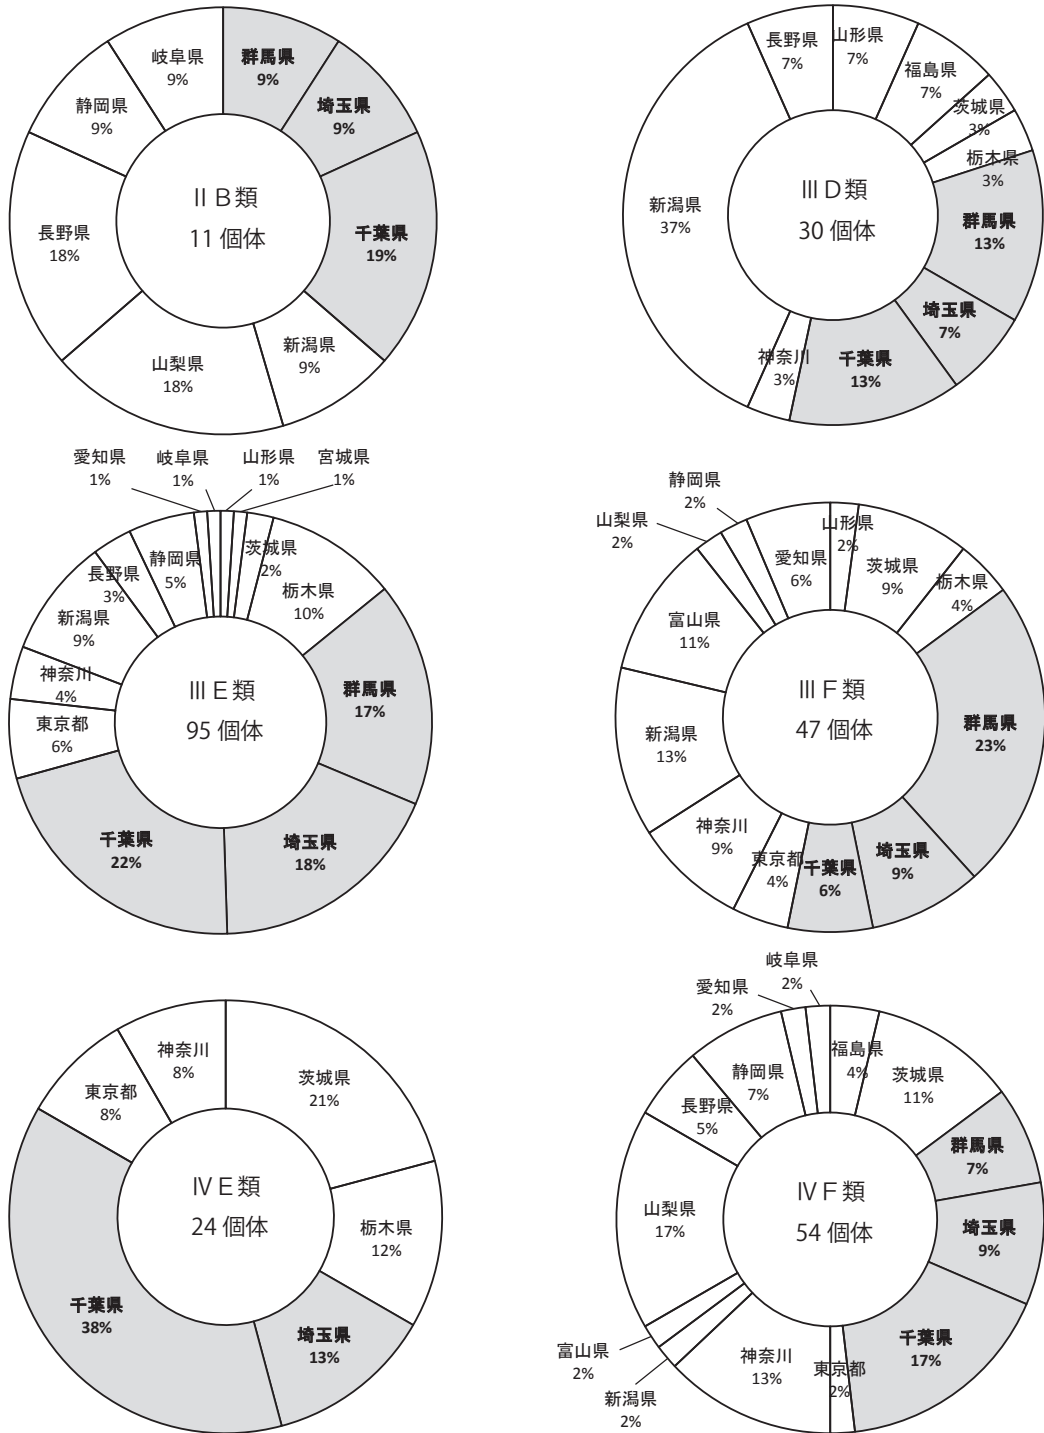 岐阜県
9%
群馬県
9%
埼玉県
9%
千葉県
19%
新潟県
9%
山梨県
18%
長野県
18%
静岡県
9%
ⅡB類
11個体
長野県
7%
山形県
7%
福島県
7%
茨城県
3%
栃木県
3%
群馬県
13%
埼玉県
7%
千葉県
13%
神奈川
3%
新潟県
37%
ⅢD類
30個体
愛知県
1%
岐阜県
1%
山形県
1%
宮城県
1%
茨城県
2%
栃木県
10%
群馬県
17%
埼玉県
18%
千葉県
22%
東京都
6%
神奈川
4%
新潟県
9%
長野県
3%
静岡県
5%
ⅢE類
95個体
静岡県
2%
山梨県
2%
愛知県
6%
山形県
2%
茨城県
9%
栃木県
4%
群馬県
23%
埼玉県
9%
千葉県
6%
東京都
4%
神奈川
9%
新潟県
13%
富山県
11%
ⅢF類
47個体
神奈川
8%
茨城県
21%
栃木県
12%
埼玉県
13%
千葉県
38%
東京都
8%
ⅣE類
24個体
岐阜県
2%
愛知県
2%
福島県
4%
茨城県
11%
群馬県
7%
埼玉県
9%
千葉県
17%
東京都
2%
神奈川
13%
新潟県
2%
富山県
2%
山梨県
17%
長野県
5%
静岡県
7%
ⅣF類
54個体